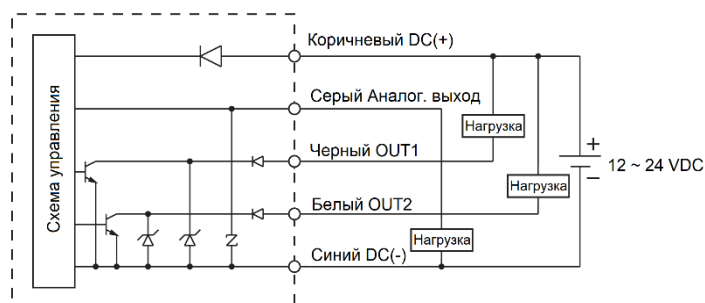 Коричневый DC(+)
Серый Аналог. выход
Нагрузка
Черный OUT1
Схема управления
+
12 ~ 24 VDC
−
Нагрузка
Белый OUT2
Нагрузка
Синий DC(-)